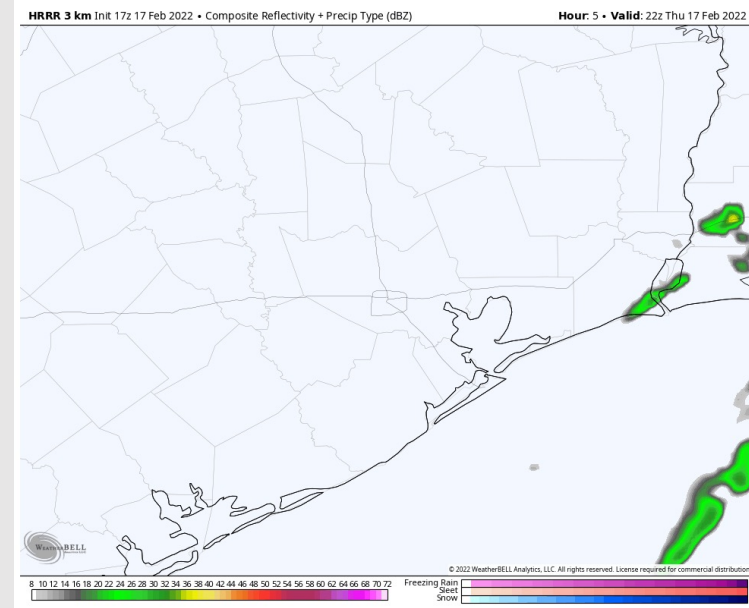 HRRR 3 km Init 17z 17 Feb 2022 • Composite Reflectivity + Precip Type (dBZ) Hour: 5 • Valid: 22z Thu 17 Feb 2022
WEATHERBELL
© 2022 WeatherBELL Analytics, LLC. All rights reserved. License required for commercial distribution
8 10 12 14 16 18 20 22 24 26 28 30 32 34 36 38 40 42 44 46 48 50 52 54 56 58 60 62 64 66 68 70 72
Freezing Rain
Sleet
Snow